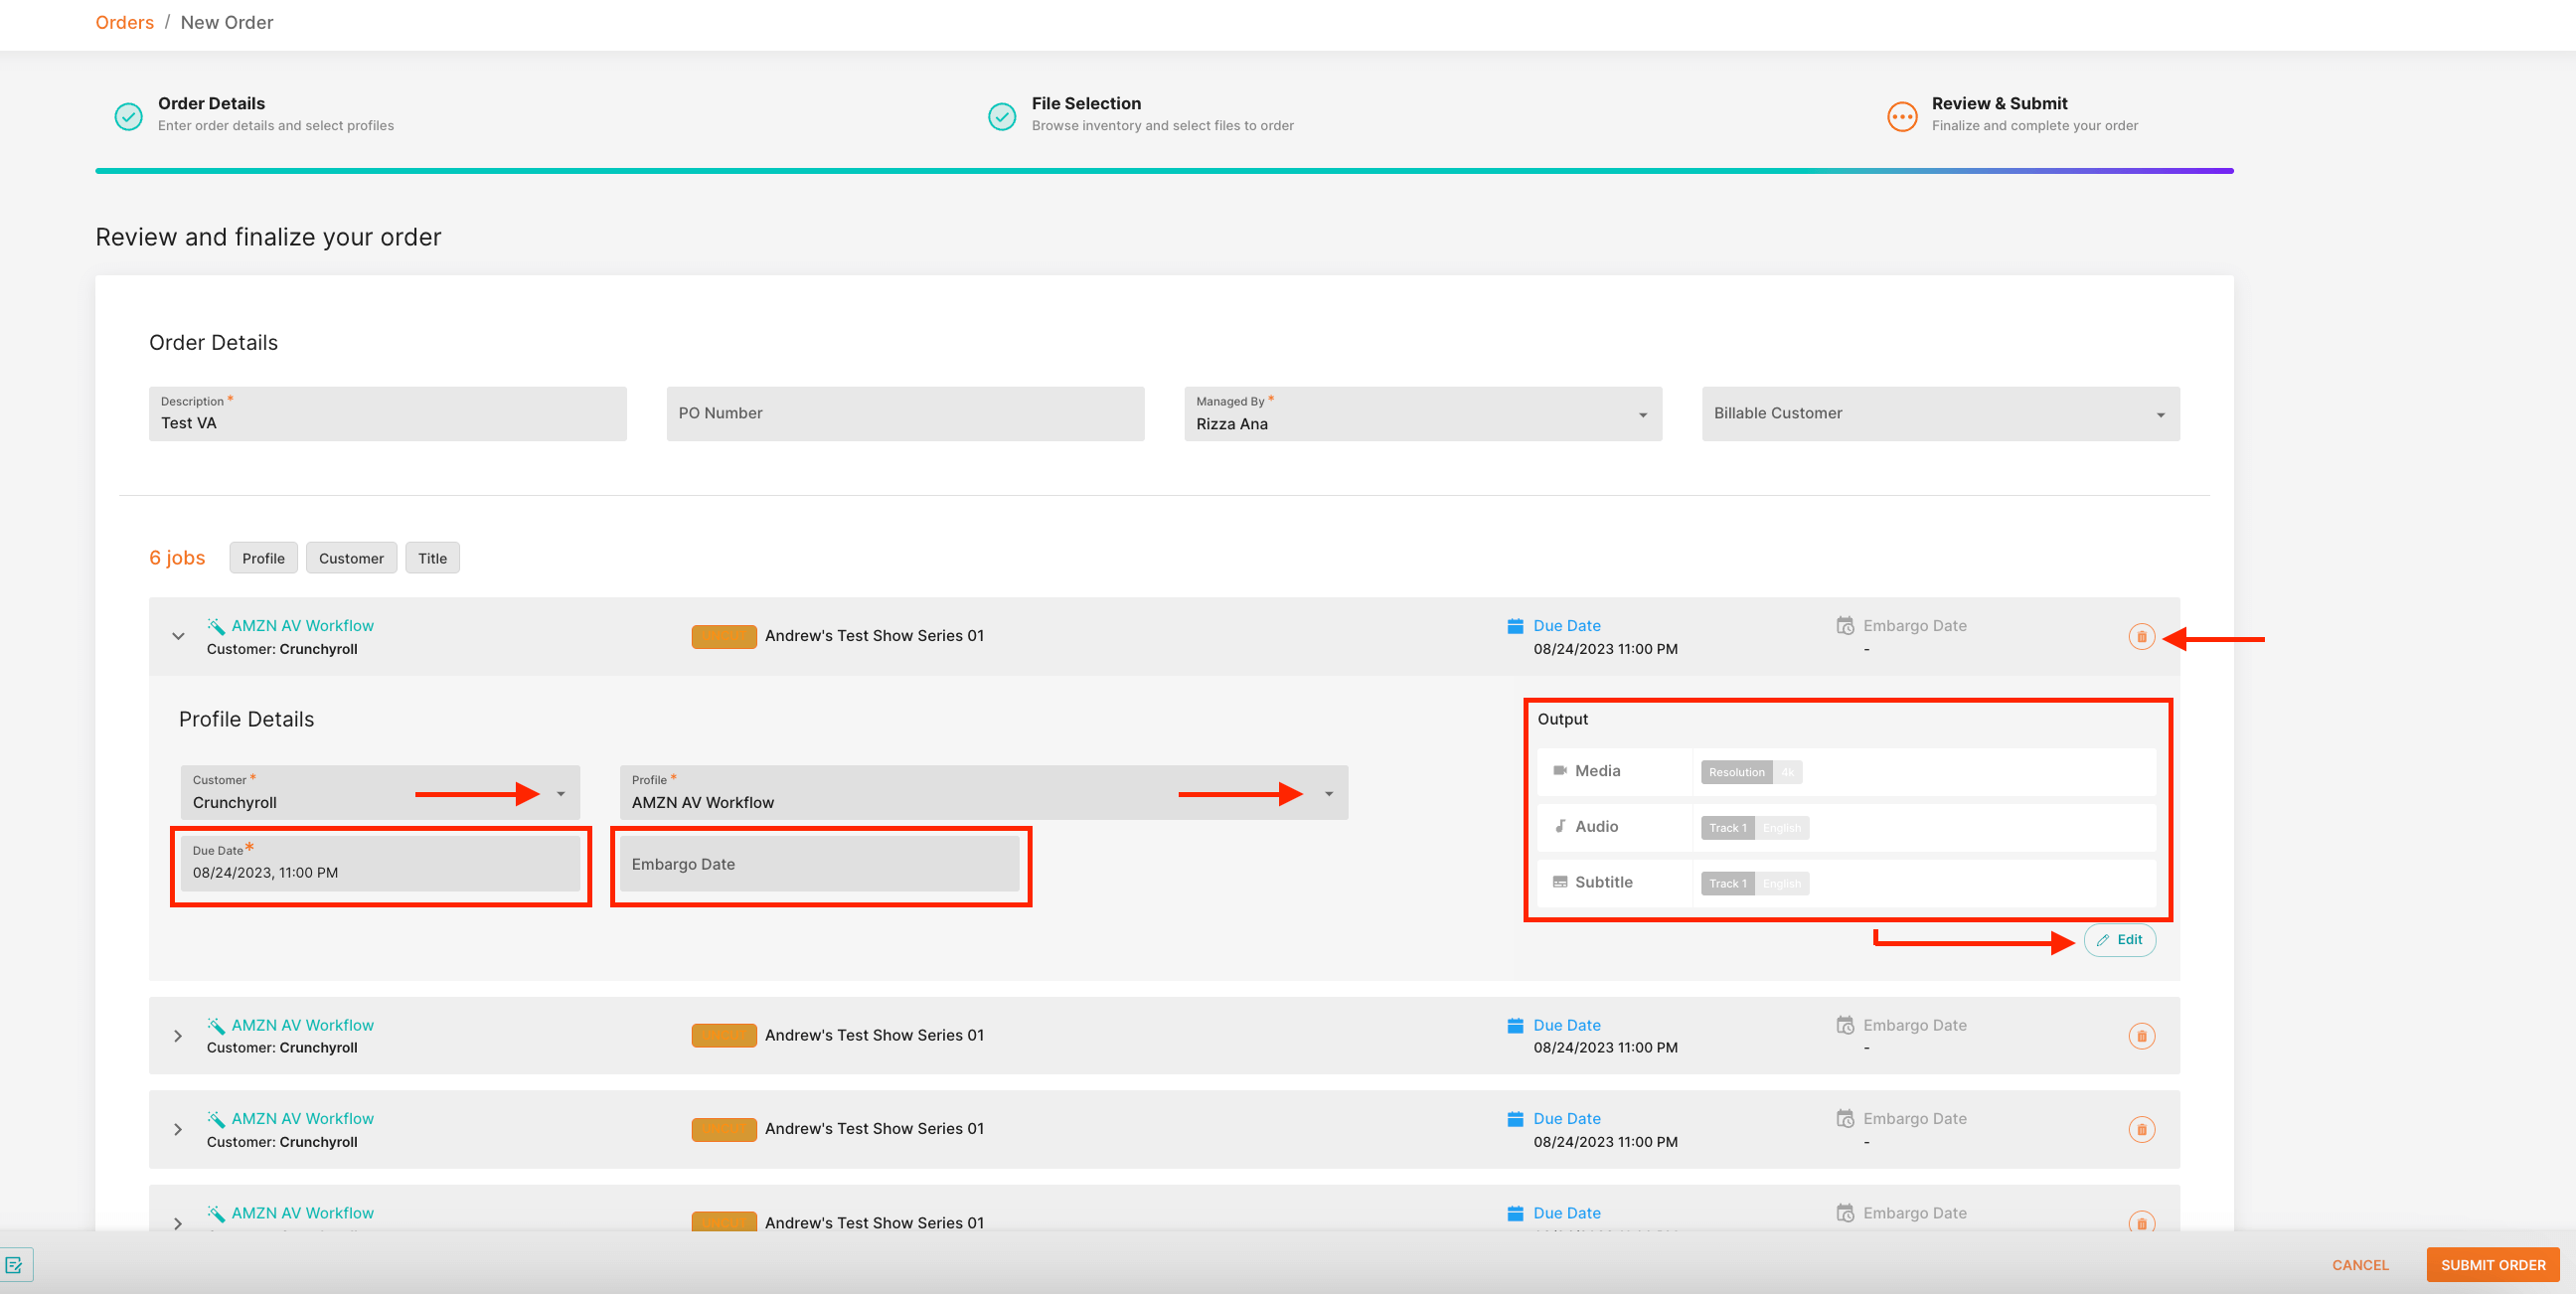 Orders / New Order
Order Details
Enter order details and select profiles
File Selection
Browse inventory and select files to order
Review & Submit
Finalize and complete your order
Review and finalize your order
Order Details
Description *
Test VA
PO Number
Managed By *
Rizza Ana
Billable Customer
6 jobs Profile Customer Title
AMZN AV Workflow
Customer: Crunchyroll
Andrew's Test Show Series 01
Due Date
08/24/2023 11:00 PM
Embargo Date
-
Profile Details
Customer *
Crunchyroll
Profile *
AMZN AV Workflow
Due Date *
08/24/2023, 11:00 PM
Embargo Date
Output
Media Resolution 4k
Audio Track 1 English
Subtitle Track 1 English
Edit
AMZN AV Workflow
Customer: Crunchyroll
Andrew's Test Show Series 01
Due Date
08/24/2023 11:00 PM
Embargo Date
-
AMZN AV Workflow
Customer: Crunchyroll
Andrew's Test Show Series 01
Due Date
08/24/2023 11:00 PM
Embargo Date
-
AMZN AV Workflow
Andrew's Test Show Series 01
Due Date
Embargo Date
CANCEL
SUBMIT ORDER